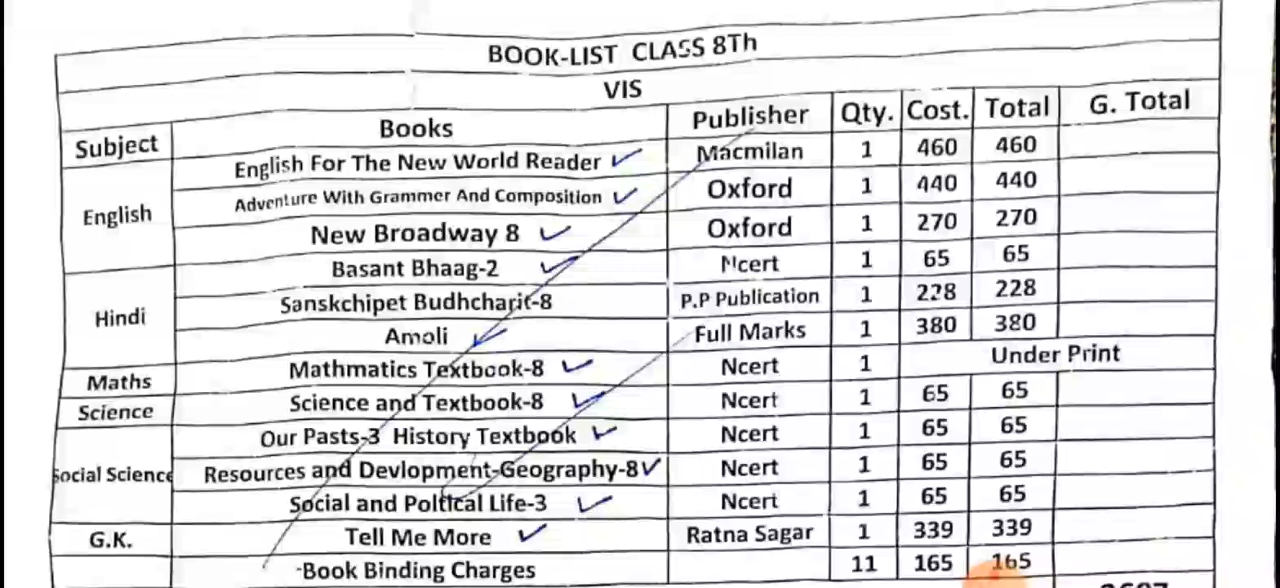 BOOK-LIST CLASS 8Th
VIS
Subject Books Publisher Qty. Cost. Total G. Total
English English For The New World Reader Macmilan 1 460 460
Adventure With Grammer And Composition Oxford 1 440 440
New Broadway 8 Oxford 1 270 270
Hindi Basant Bhaag-2 Ncert 1 65 65
Sanskchipet Budhcharit-8 P.P Publication 1 228 228
Amoli Full Marks 1 380 380
Maths Mathmatics Textbook-8 Ncert 1 Under Print
Science Science and Textbook-8 Ncert 1 65 65
Social Science Our Pasts-3 History Textbook Ncert 1 65 65
Resources and Devlopment-Geography-8 Ncert 1 65 65
Social and Poltical Life-3 Ncert 1 65 65
G.K. Tell Me More Ratna Sagar 1 339 339
-Book Binding Charges 11 165 165